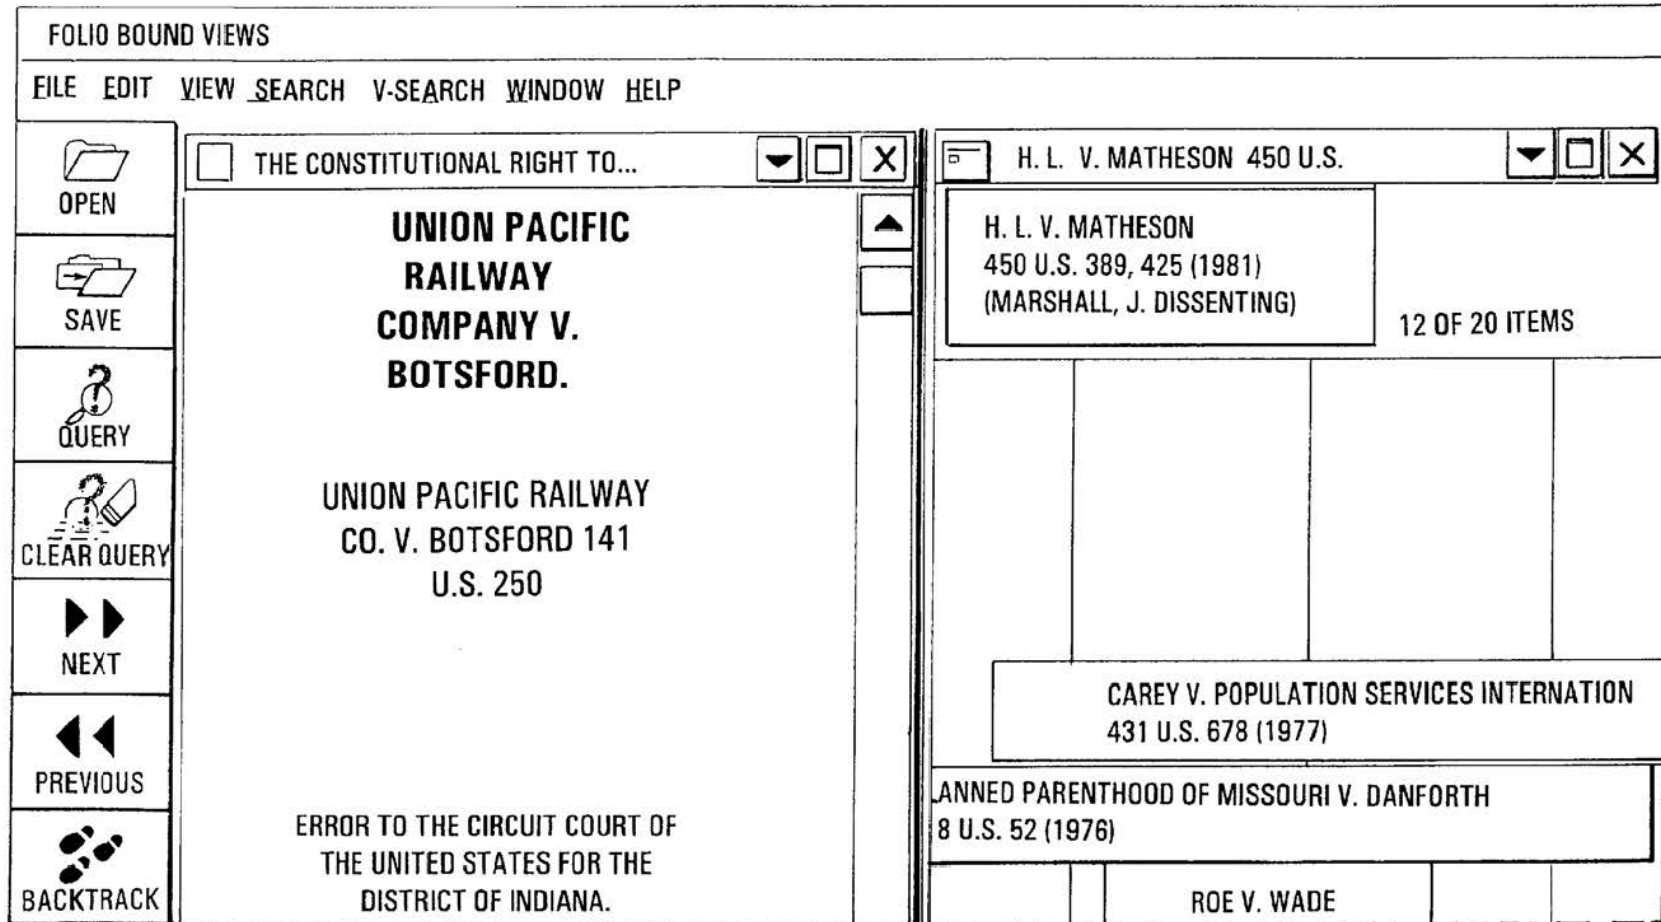 FOLIO BOUND VIEWS
FILE EDIT VIEW SEARCH V-SEARCH WINDOW HELP
OPEN
SAVE
QUERY
CLEAR QUERY
NEXT
PREVIOUS
BACKTRACK
THE CONSTITUTIONAL RIGHT TO...
UNION PACIFIC
RAILWAY
COMPANY V.
BOTSFORD.
UNION PACIFIC RAILWAY
CO. V. BOTSFORD 141
U.S. 250
ERROR TO THE CIRCUIT COURT OF
THE UNITED STATES FOR THE
DISTRICT OF INDIANA.
H. L. V. MATHESON 450 U.S.
H. L. V. MATHESON
450 U.S. 389, 425 (1981)
(MARSHALL, J. DISSENTING)
12 OF 20 ITEMS
CAREY V. POPULATION SERVICES INTERNATION
431 U.S. 678 (1977)
LANNED PARENTHOOD OF MISSOURI V. DANFORTH
8 U.S. 52 (1976)
ROE V. WADE